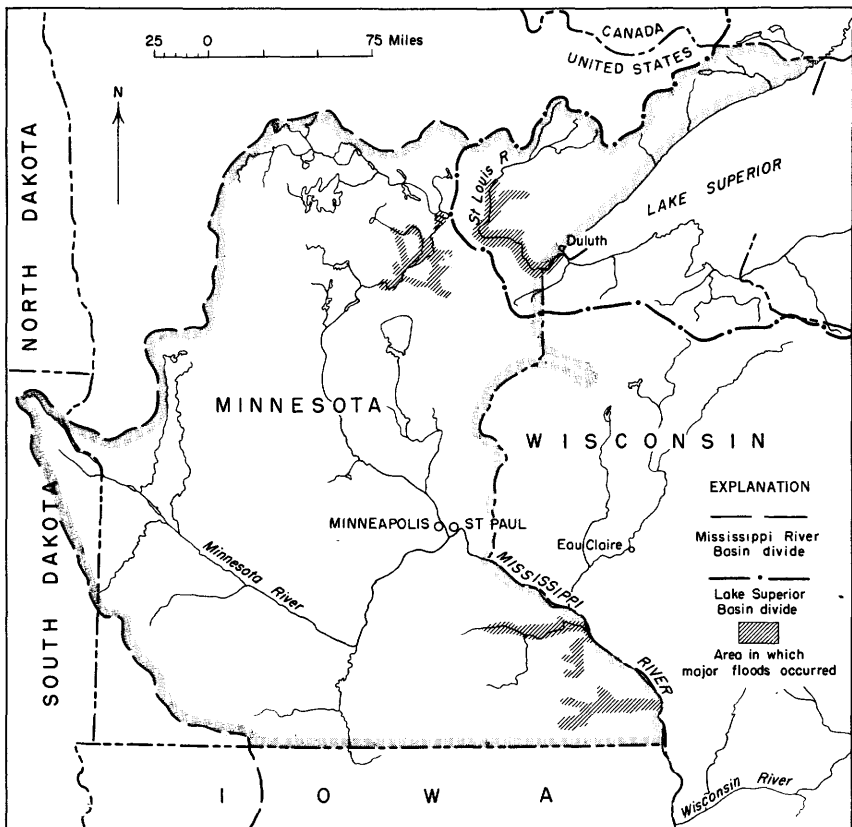 25 0 75 Miles
CANADA
UNITED STATES
N
NORTH DAKOTA
St Louis R
LAKE SUPERIOR
Duluth
MINNESOTA
WISCONSIN
EXPLANATION
Mississippi River
Basin divide
Lake Superior
Basin divide
Area in which
major floods occurred
MINNEAPOLIS ST PAUL
Eau Claire
SOUTH DAKOTA
Minnesota River
MISSISSIPPI
RIVER
IOWA
Wisconsin River